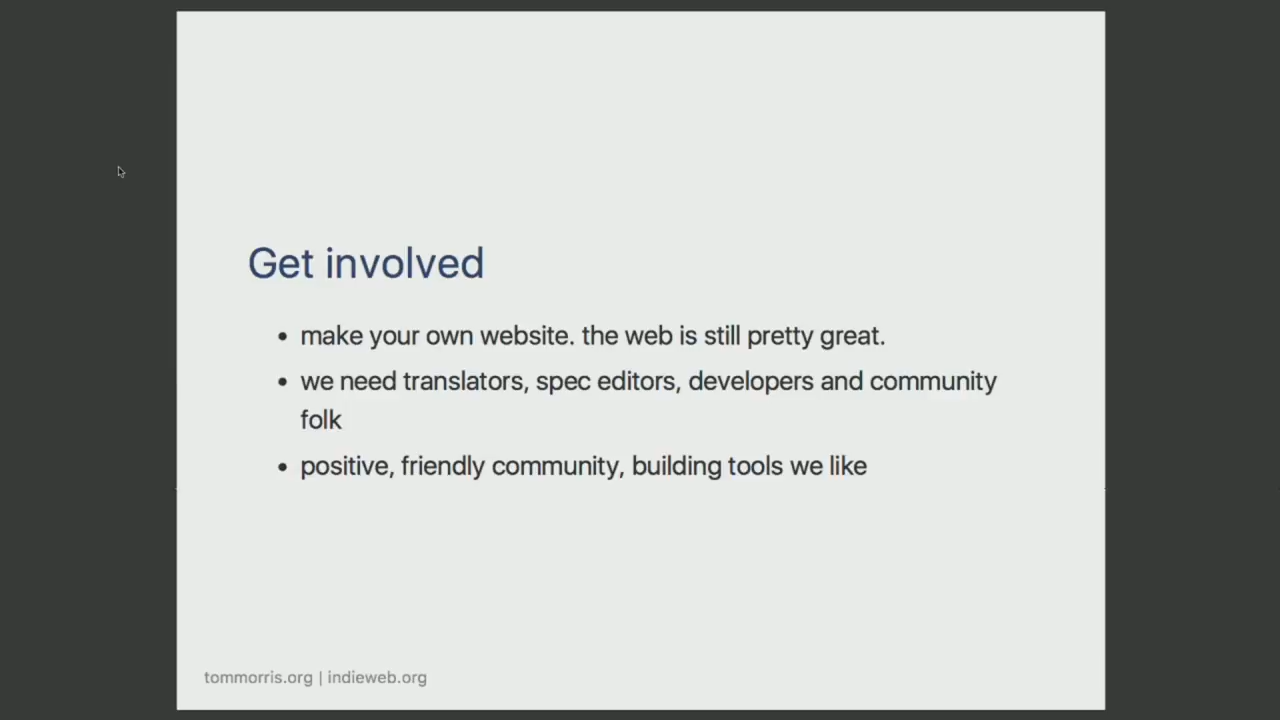 Get involved
• make your own website. the web is still pretty great.
• we need translators, spec editors, developers and community
folk
• positive, friendly community, building tools we like
tommorris.org | indieweb.org